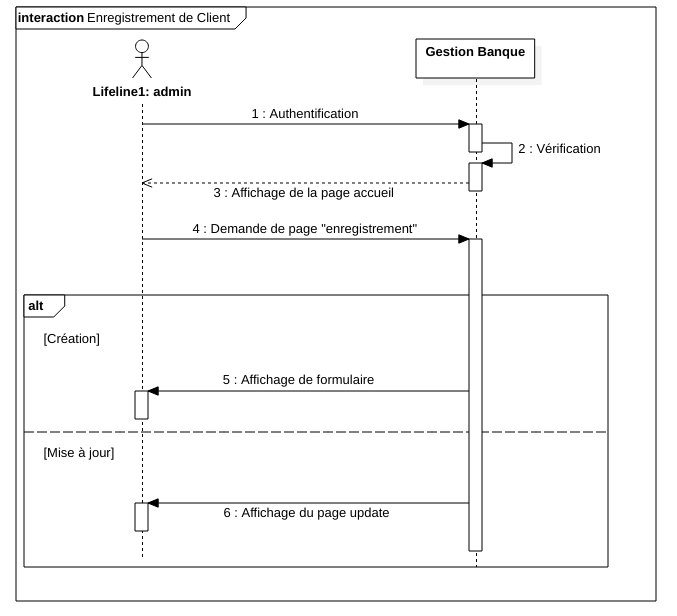 interaction Enregistrement de Client
Gestion Banque
Lifeline1: admin
1 : Authentification
2 : Vérification
3 : Affichage de la page accueil
4 : Demande de page "enregistrement"
alt
[Création]
5 : Affichage de formulaire
[Mise à jour]
6 : Affichage du page update